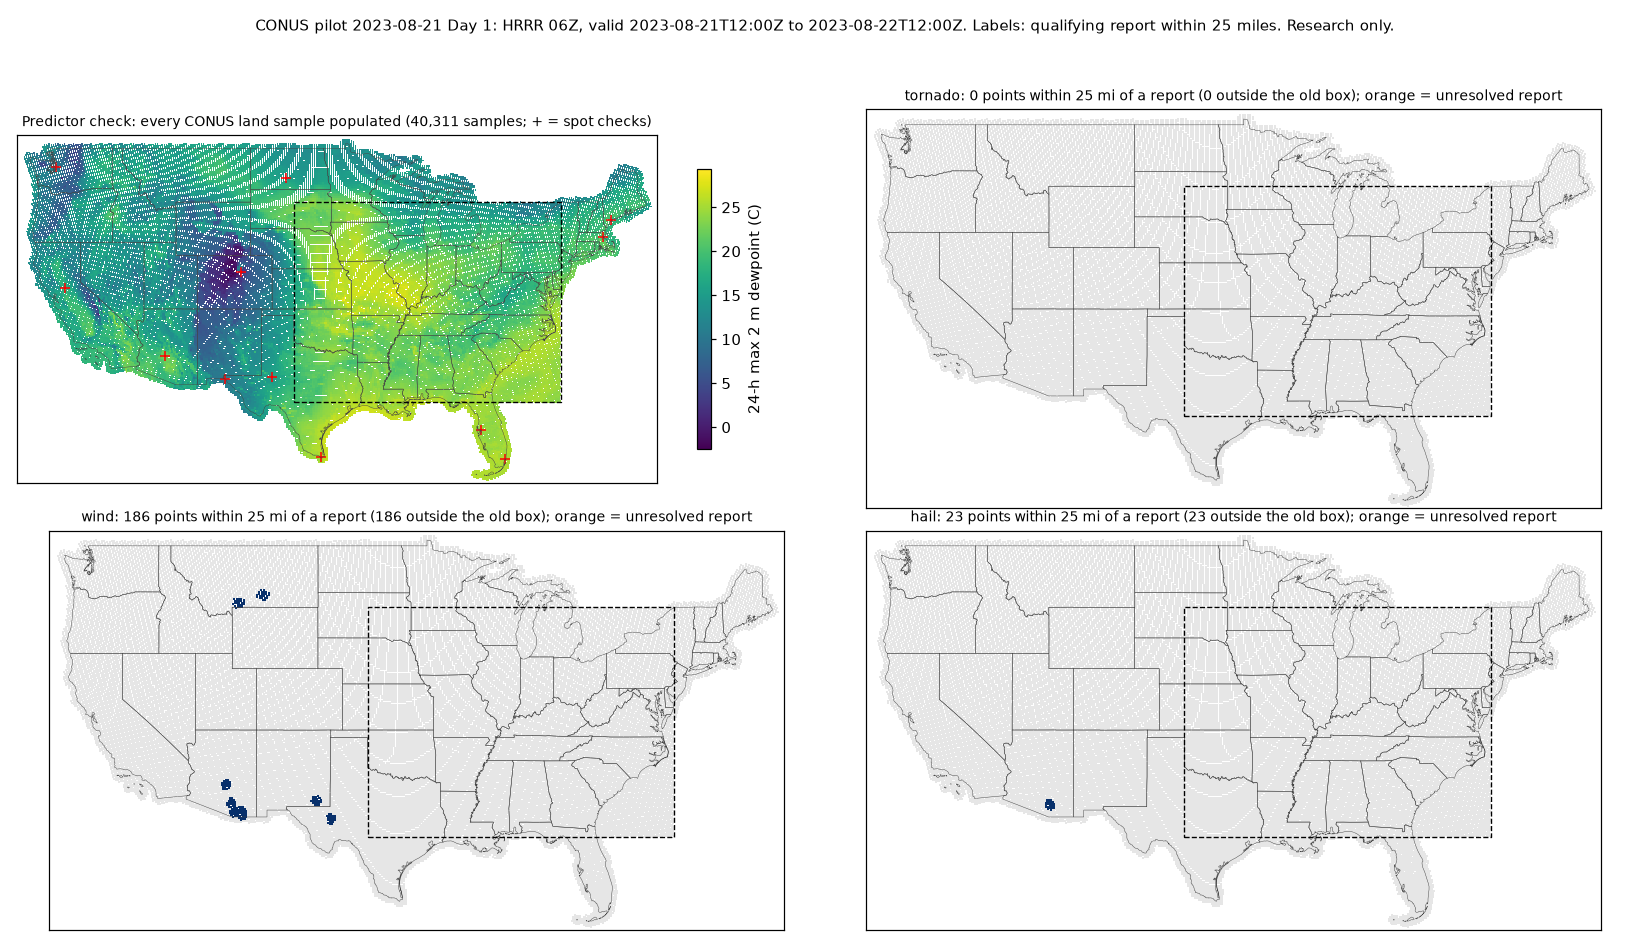 CONUS pilot 2023-08-21 Day 1: HRRR 06Z, valid 2023-08-21T12:00Z to 2023-08-22T12:00Z. Labels: qualifying report within 25 miles. Research only.
Predictor check: every CONUS land sample populated (40,311 samples; + = spot checks)
25
20
15
10
5
0
24-h max 2 m dewpoint (C)
tornado: 0 points within 25 mi of a report (0 outside the old box); orange = unresolved report
wind: 186 points within 25 mi of a report (186 outside the old box); orange = unresolved report
hail: 23 points within 25 mi of a report (23 outside the old box); orange = unresolved report